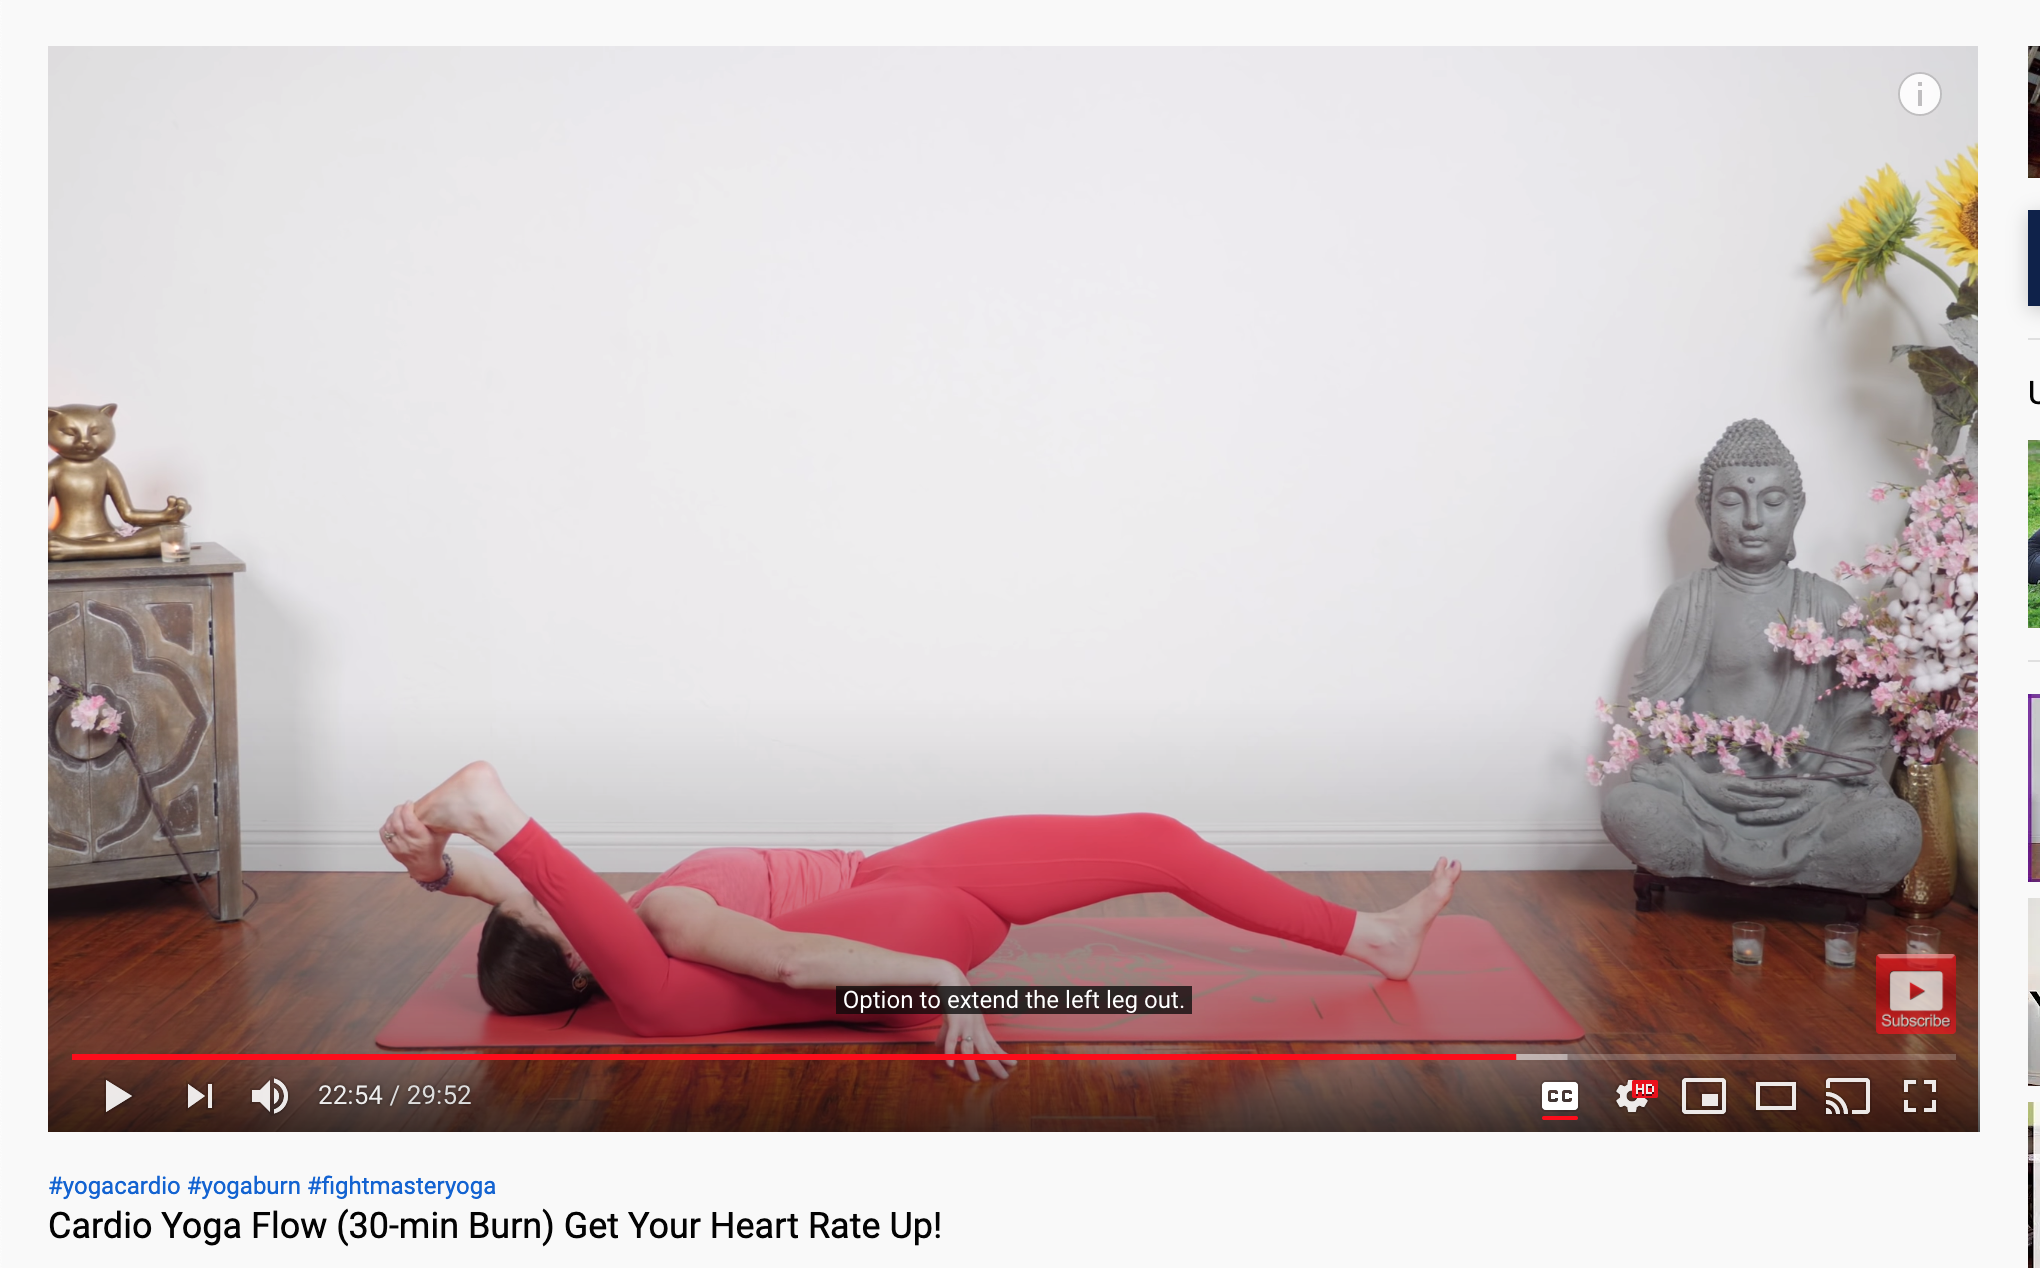 i
Option to extend the left leg out.
Subscribe
22:54 / 29:52
CC
HD
#yogacardio #yogaburn #fightmasteryoga
Cardio Yoga Flow (30-min Burn) Get Your Heart Rate Up!